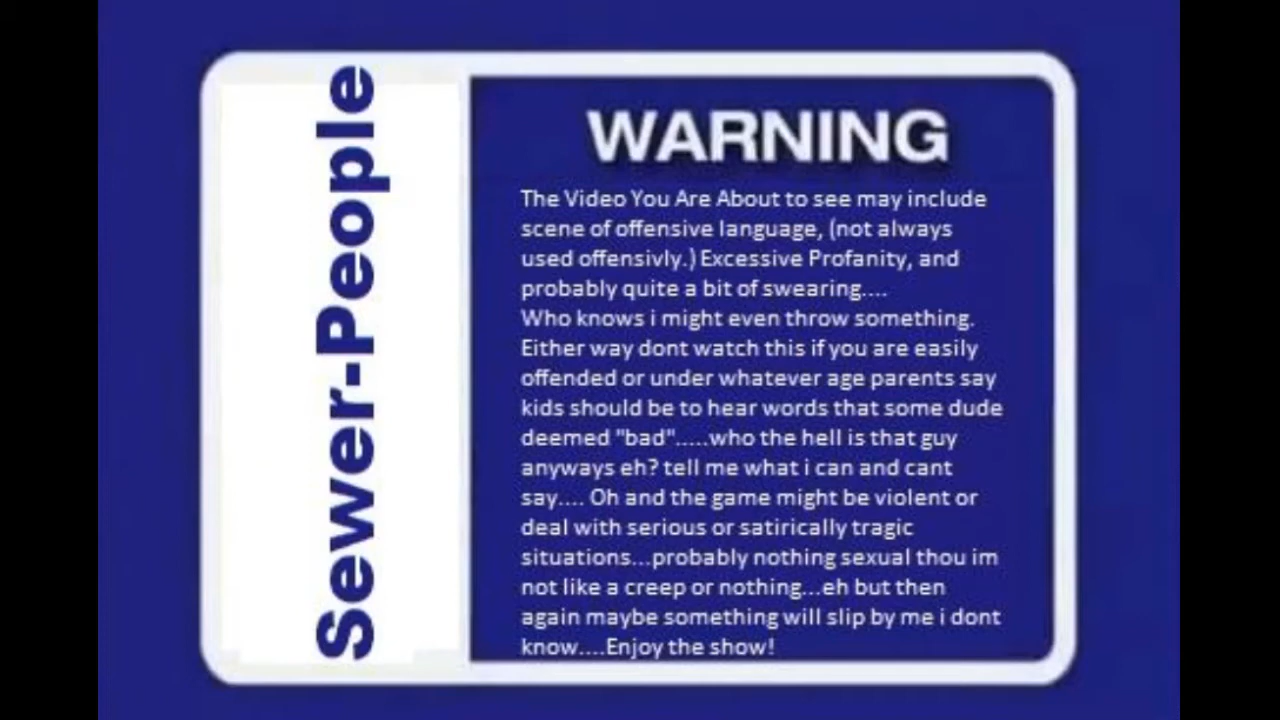 Sewer-People
WARNING
The Video You Are About to see may include
scene of offensive language, (not always
used offensivly.) Excessive Profanity, and
probably quite a bit of swearing....
Who knows i might even throw something.
Either way dont watch this if you are easily
offended or under whatever age parents say
kids should be to hear words that some dude
deemed "bad".....who the hell is that guy
anyways eh? tell me what i can and cant
say.... Oh and the game might be violent or
deal with serious or satirically tragic
situations...probably nothing sexual thou im
not like a creep or nothing...eh but then
again maybe something will slip by me i dont
know....Enjoy the show!